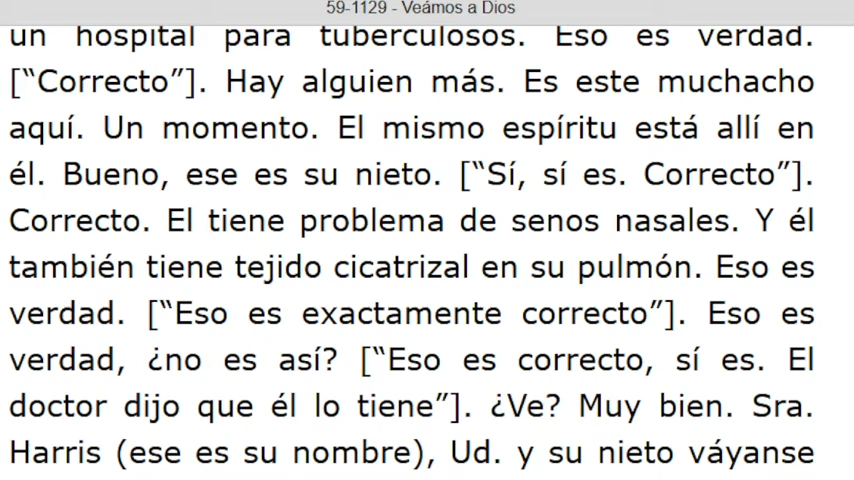 59-1129 - Veámos a Dios
un hospital para tuberculosos. Eso es verdad.
[“Correcto”]. Hay alguien más. Es este muchacho
aquí. Un momento. El mismo espíritu está allí en
él. Bueno, ese es su nieto. [“Sí, sí es. Correcto”].
Correcto. El tiene problema de senos nasales. Y él
también tiene tejido cicatrizal en su pulmón. Eso es
verdad. [“Eso es exactamente correcto”]. Eso es
verdad, ¿no es así? [“Eso es correcto, sí es. El
doctor dijo que él lo tiene”]. ¿Ve? Muy bien. Sra.
Harris (ese es su nombre), Ud. y su nieto váyanse